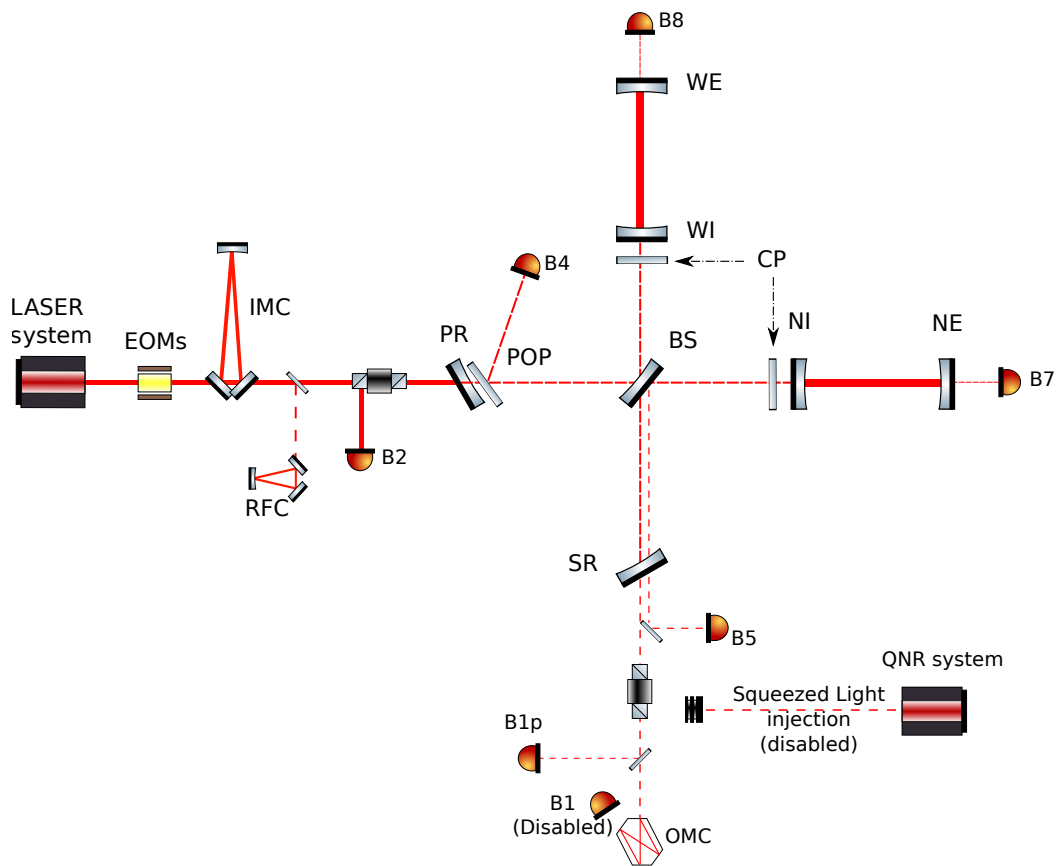 B8
WE
WI
CP
B4
LASER
system
IMC
EOMs
PR
POP
BS
NI
NE
B7
B2
RFC
SR
B5
QNR system
Squeezed Light
injection
(disabled)
B1p
B1
(Disabled)
OMC